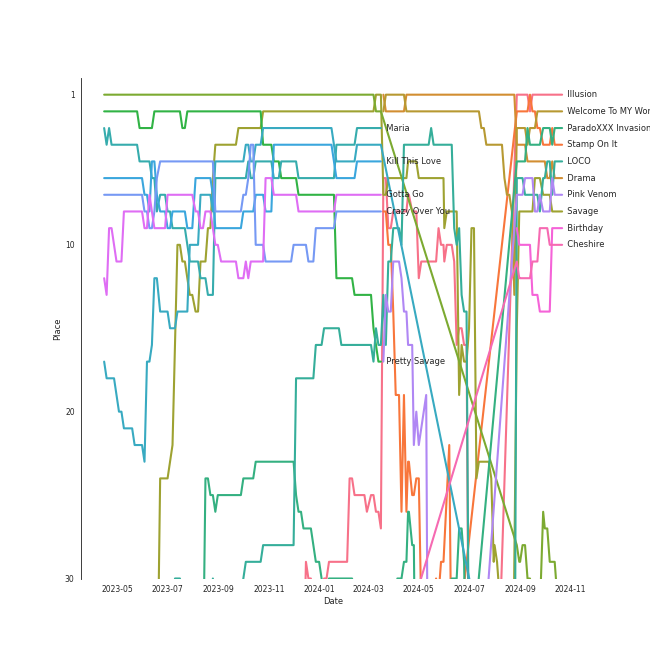 1
Illusion
Welcome To MY Wor
Maria
ParadoXXX Invasion
Stamp On It
Kill This Love
LOCO
Drama
Gotta Go
Pink Venom
Crazy Over You
Savage
Birthday
10
Cheshire
Place
Pretty Savage
20
30
2023-05
2023-07
2023-09
2023-11
2024-01
2024-03
2024-05
2024-07
2024-09
2024-11
Date